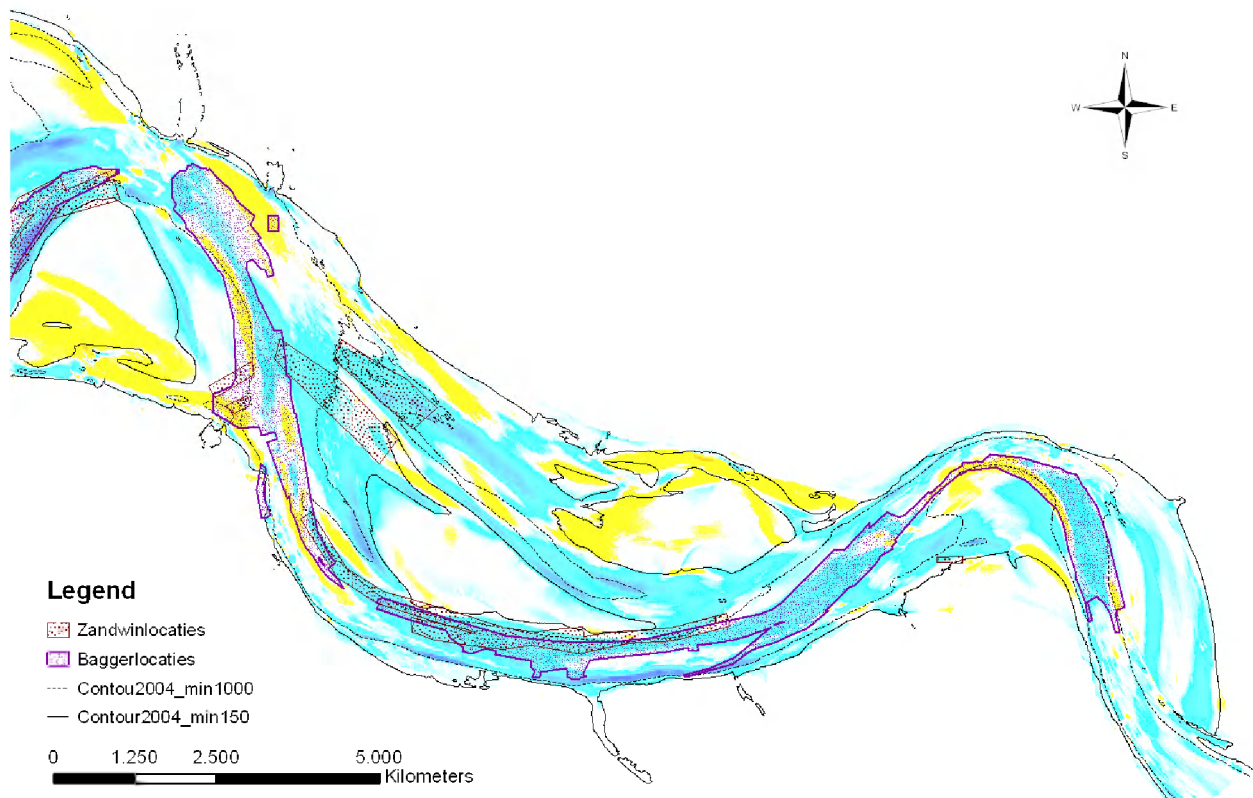 N
W E
S
Legend
Zandwinlocaties
Baggerlocaties
Contou2004_min1000
Contour2004_min150
0 1.250 2.500 5.000
Kilometers